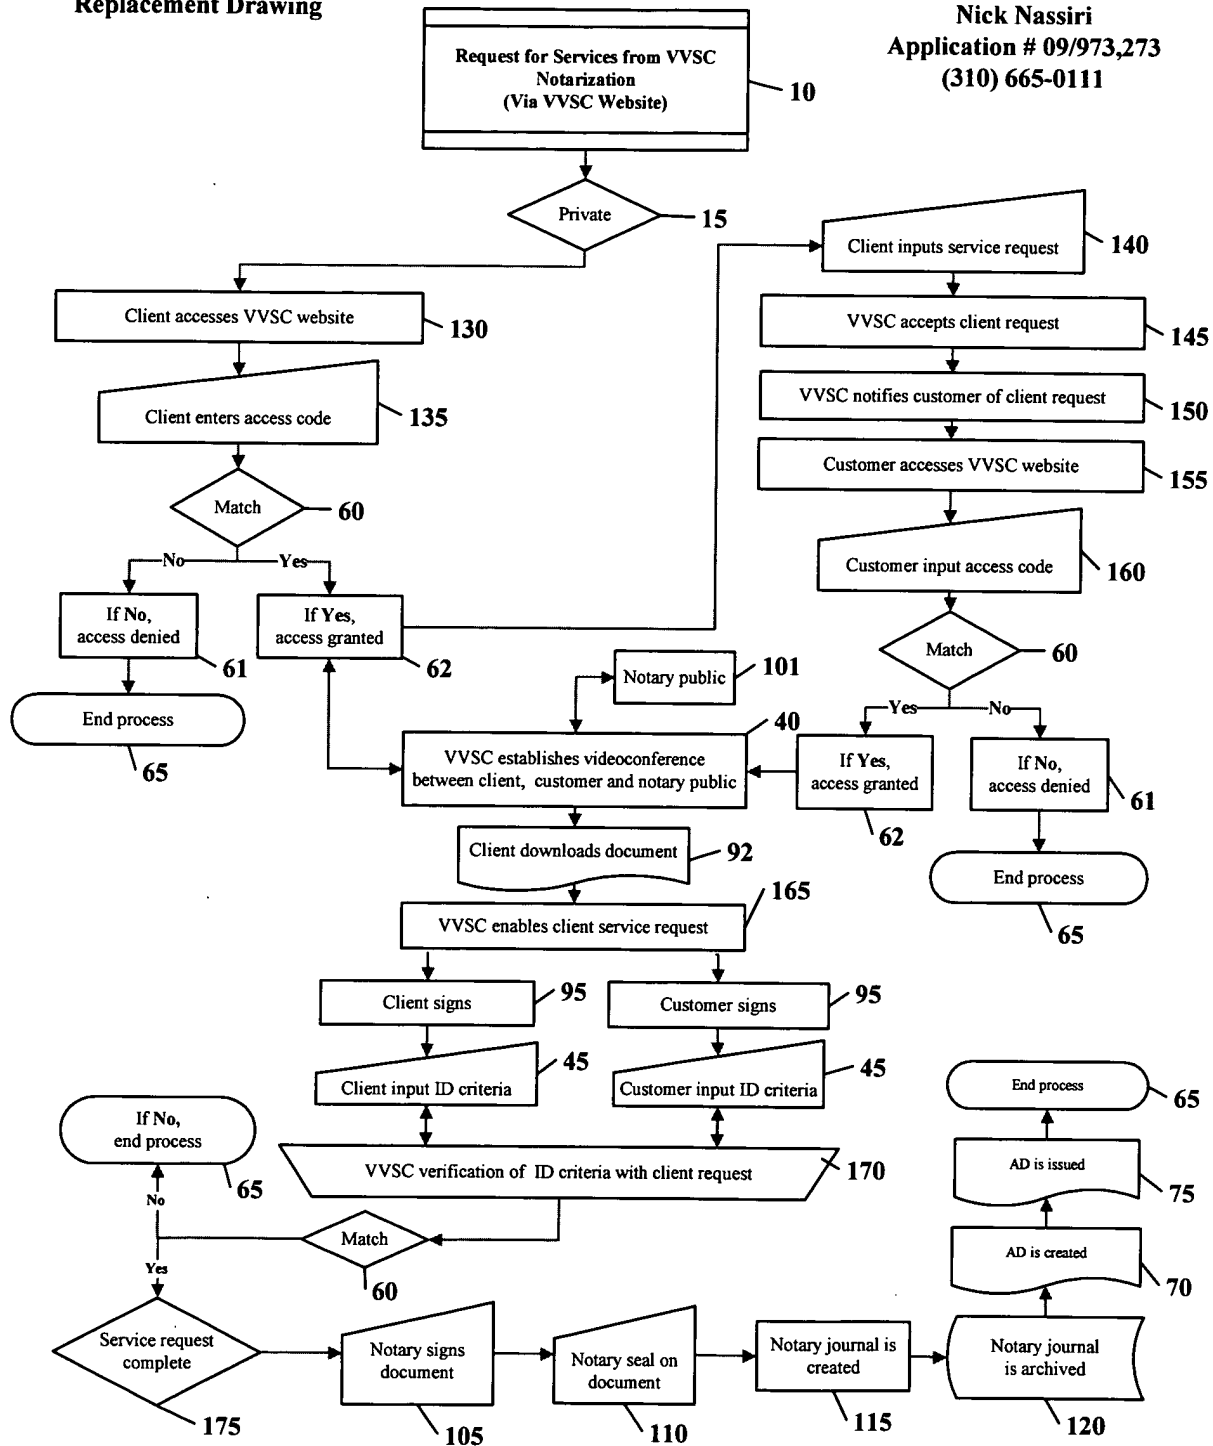 Replacement Drawing
Nick Nassiri
Application # 09/973,273
(310) 665-0111
Request for Services from VVSC
Notarization
(Via VVSC Website)
10
Private
15
Client accesses VVSC website
130
Client enters access code
135
Match
60
No
Yes
If No,
access denied
61
If Yes,
access granted
62
End process
65
Client inputs service request
140
VVSC accepts client request
145
VVSC notifies customer of client request
150
Customer accesses VVSC website
155
Customer input access code
160
Match
60
Yes
No
If Yes,
access granted
62
If No,
access denied
61
End process
65
Notary public
101
40
VVSC establishes videoconference
between client, customer and notary public
Client downloads document
92
165
VVSC enables client service request
Client signs
95
Customer signs
95
Client input ID criteria
45
Customer input ID criteria
45
VVSC verification of ID criteria with client request
170
If No,
end process
65
No
Match
60
Yes
Service request
complete
175
Notary signs
document
105
Notary seal on
document
110
Notary journal is
created
115
Notary journal
is archived
120
AD is created
70
AD is issued
75
End process
65